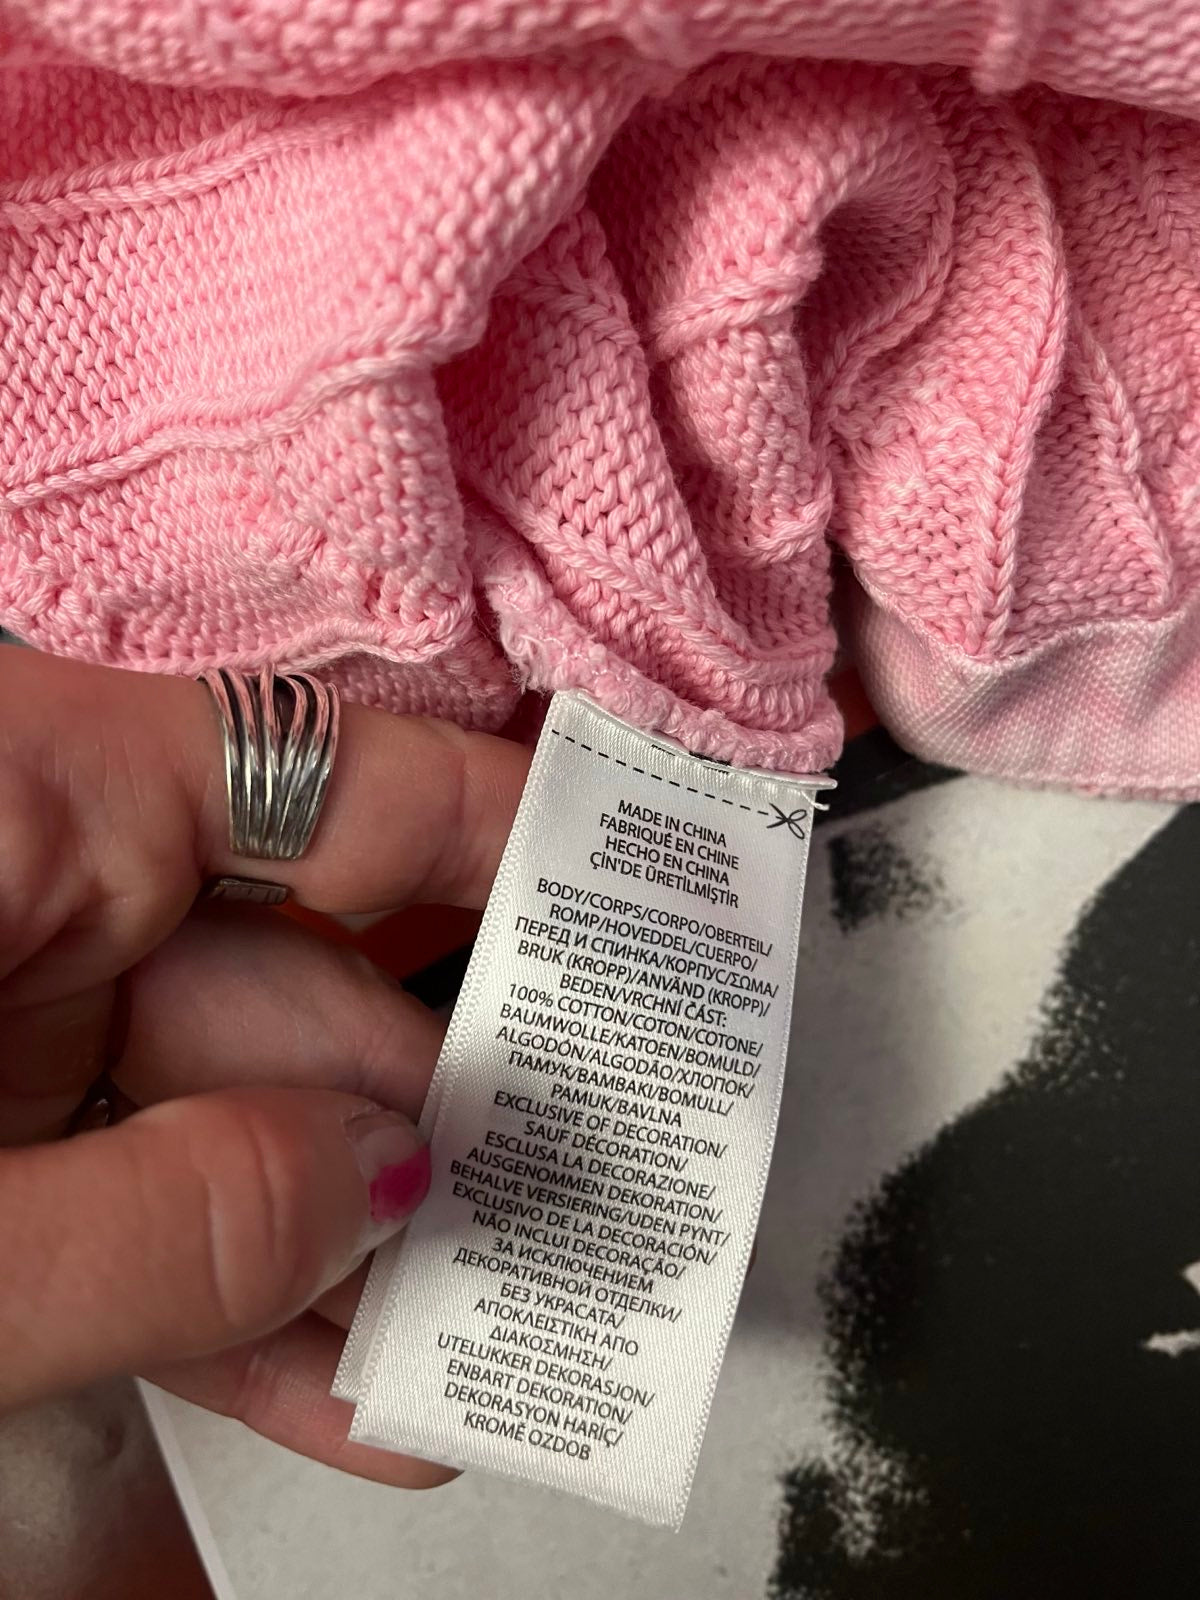 MADE IN CHINA
FABRIQUÉ EN CHINE
HECHO EN CHINA
ÇİN'DE ÜRETİLMİŞTİR
BODY/CORPS/CORPO/OBERTEIL/
ROMP/HOVEDDEL/CUERPO/
ПЕРЕД И СПИНКА/КОРПУС/ΣΩΜΑ/
BRUK (KROPP)/ANVÄND (KROPP)/
BEDEN/VRCHNÍ ČÁST:
100% COTTON/COTON/COTONE/
BAUMWOLLE/KATOEN/BOMULD/
ALGODÓN/ALGODÃO/ХЛОПОК/
ПАМУК/ΒΑΜΒΑΚΙ/BOMULL/
PAMUK/BAVLNA
EXCLUSIVE OF DECORATION/
SAUF DÉCORATION/
ESCLUSA LA DECORAZIONE/
AUSGENOMMEN DEKORATION/
BEHALVE VERSIERING/UDEN PYNT/
EXCLUSIVO DE LA DECORACIÓN/
NÃO INCLUI DECORAÇÃO/
ЗА ИСКЛЮЧЕНИЕМ
ДЕКОРАТИВНОЙ ОТДЕЛКИ/
БЕЗ УКРАСАТА/
ΑΠΟΚΛΕΙΣΤΙΚΗ ΑΠΟ
ΔΙΑΚΟΣΜΗΣΗ/
UTELUKKER DEKORASJON/
ENBART DEKORATION/
DEKORASYON HARİÇ/
KROMĚ OZDOB